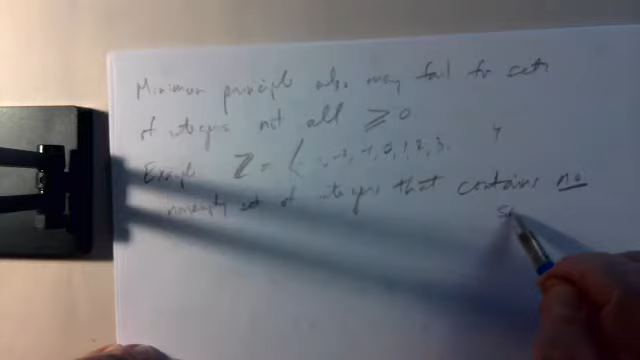 Minimum principle also may fail for sets
of integers not all ≥ 0
Example ℤ = { , -2, -1, 0, 1, 2, 3,
nonempty set of integers that contains no
s